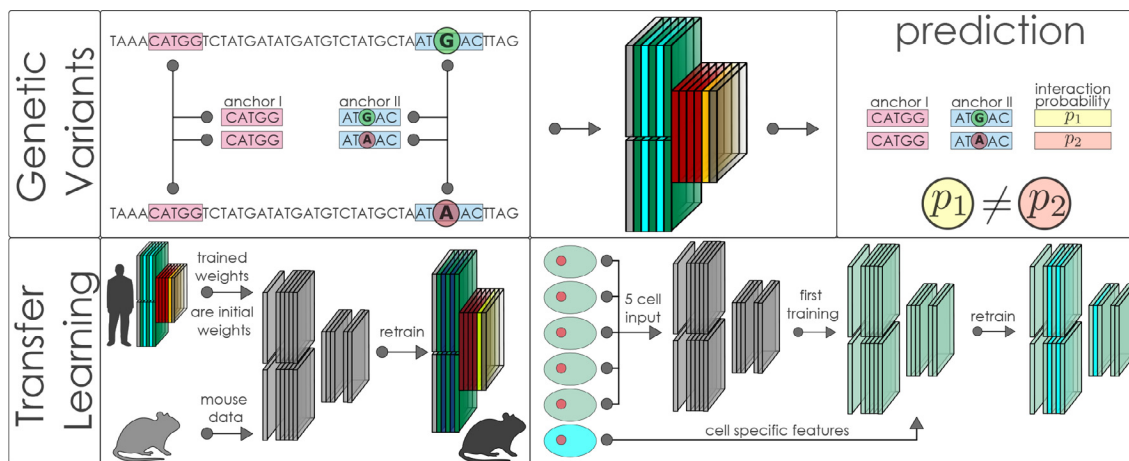 Genetic
Variants
TAAACATGGTCTATGATATGATGTCTATGCTAATGACTTAG
anchor I
anchor II
CATGG
ATGAC
CATGG
ATAAC
TAAACATGGTCTATGATATGATGTCTATGCTAATAACTTAG
prediction
anchor I
anchor II
interaction
probability
CATGG
ATGAC
p1
CATGG
ATAAC
p2
p1 ≠ p2
Transfer
Learning
trained
weights
are initial
weights
mouse
data
retrain
5 cell
input
first
training
retrain
cell specific features